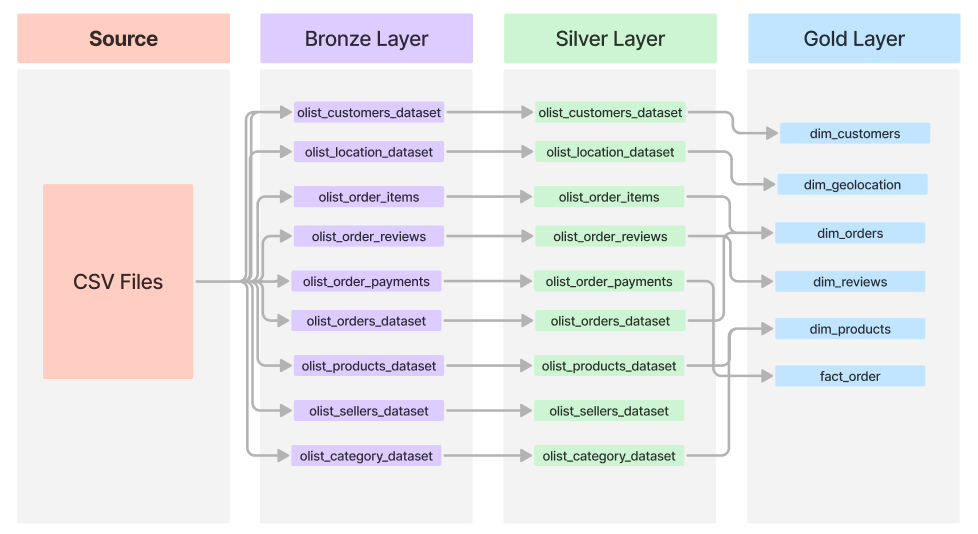 Source
Bronze Layer
Silver Layer
Gold Layer
CSV Files
olist_customers_dataset
olist_location_dataset
olist_order_items
olist_order_reviews
olist_order_payments
olist_orders_dataset
olist_products_dataset
olist_sellers_dataset
olist_category_dataset
olist_customers_dataset
olist_location_dataset
olist_order_items
olist_order_reviews
olist_order_payments
olist_orders_dataset
olist_products_dataset
olist_sellers_dataset
olist_category_dataset
dim_customers
dim_geolocation
dim_orders
dim_reviews
dim_products
fact_order